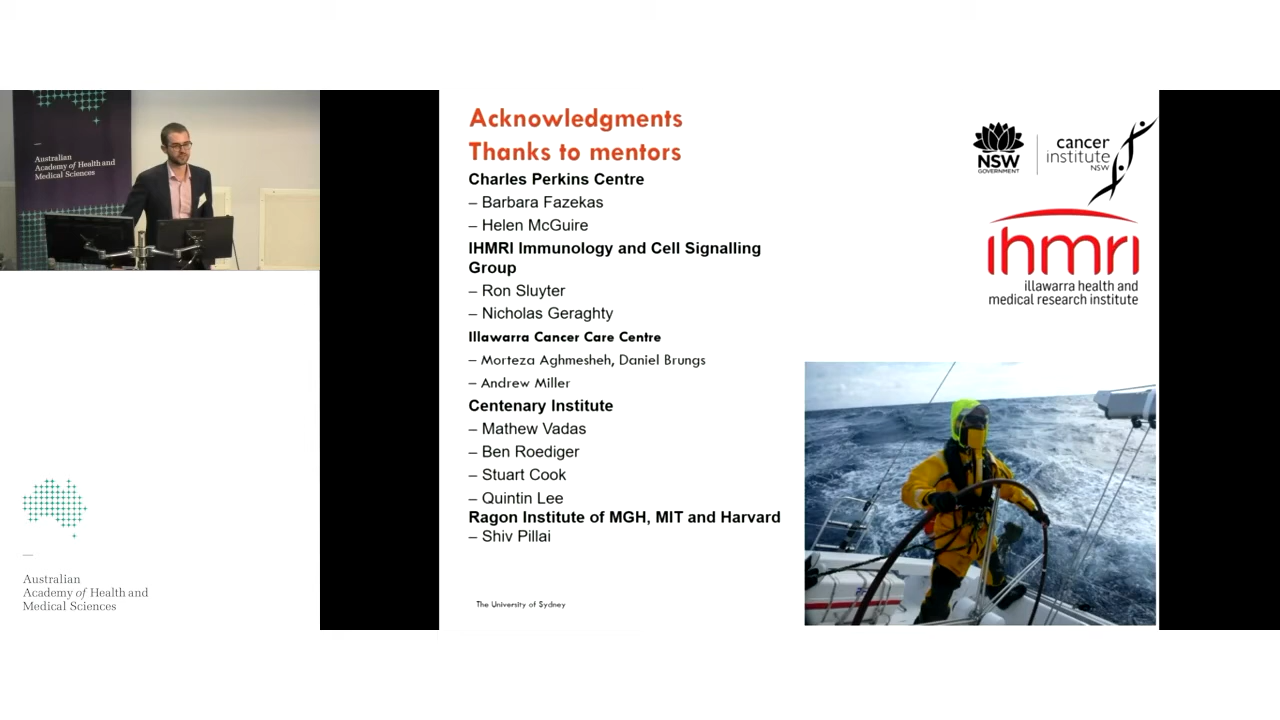 Australian
Academy of Health and
Medical Sciences
Acknowledgments
Thanks to mentors
Charles Perkins Centre
– Barbara Fazekas
– Helen McGuire
IHMRI Immunology and Cell Signalling
Group
– Ron Sluyter
– Nicholas Geraghty
Illawarra Cancer Care Centre
– Morteza Aghmesheh, Daniel Brungs
– Andrew Miller
Centenary Institute
– Mathew Vadas
– Ben Roediger
– Stuart Cook
– Quintin Lee
Ragon Institute of MGH, MIT and Harvard
– Shiv Pillai
The University of Sydney
NSW
GOVERNMENT
cancer
institute
NSW
ihmri
illawarra health and
medical research institute
Australian
Academy of Health and
Medical Sciences